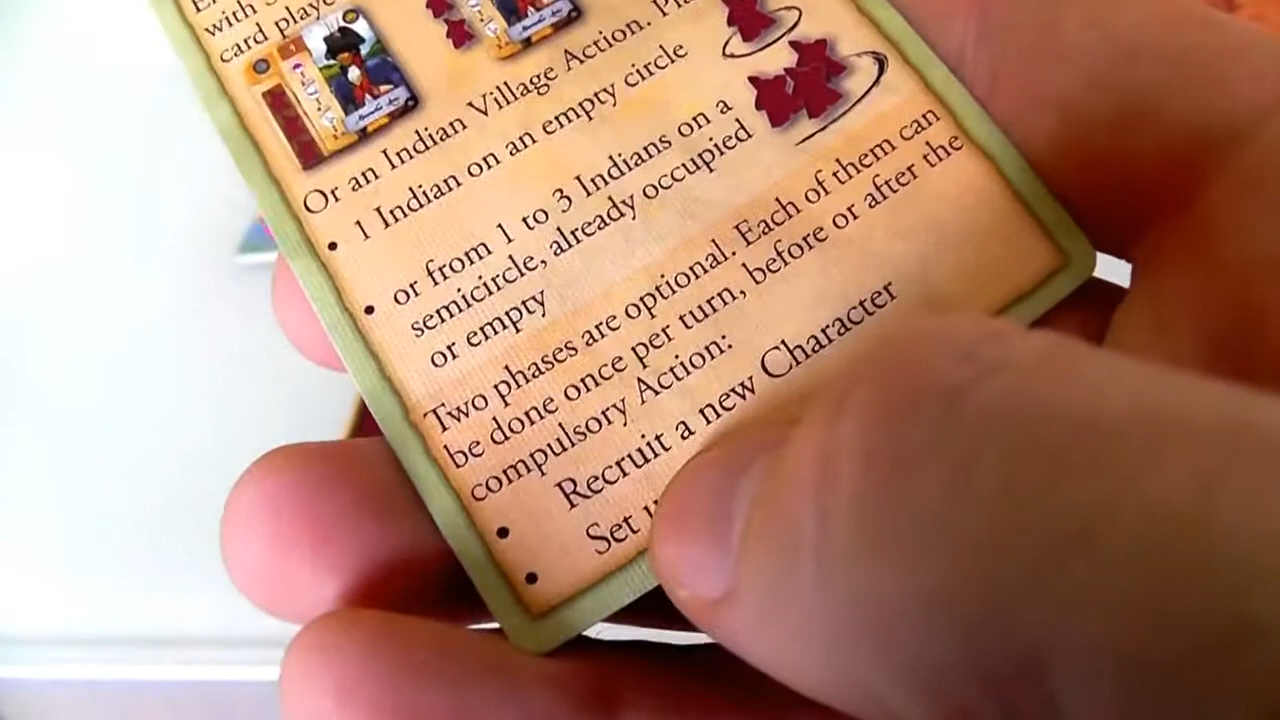 with
card playe
Or an Indian Village Action.
• 1 Indian on an empty circle
• or from 1 to 3 Indians on a
semicircle, already occupied
or empty
Two phases are optional. Each of them can
be done once per turn, before or after the
compulsory Action:
• Recruit a new Character
• Set